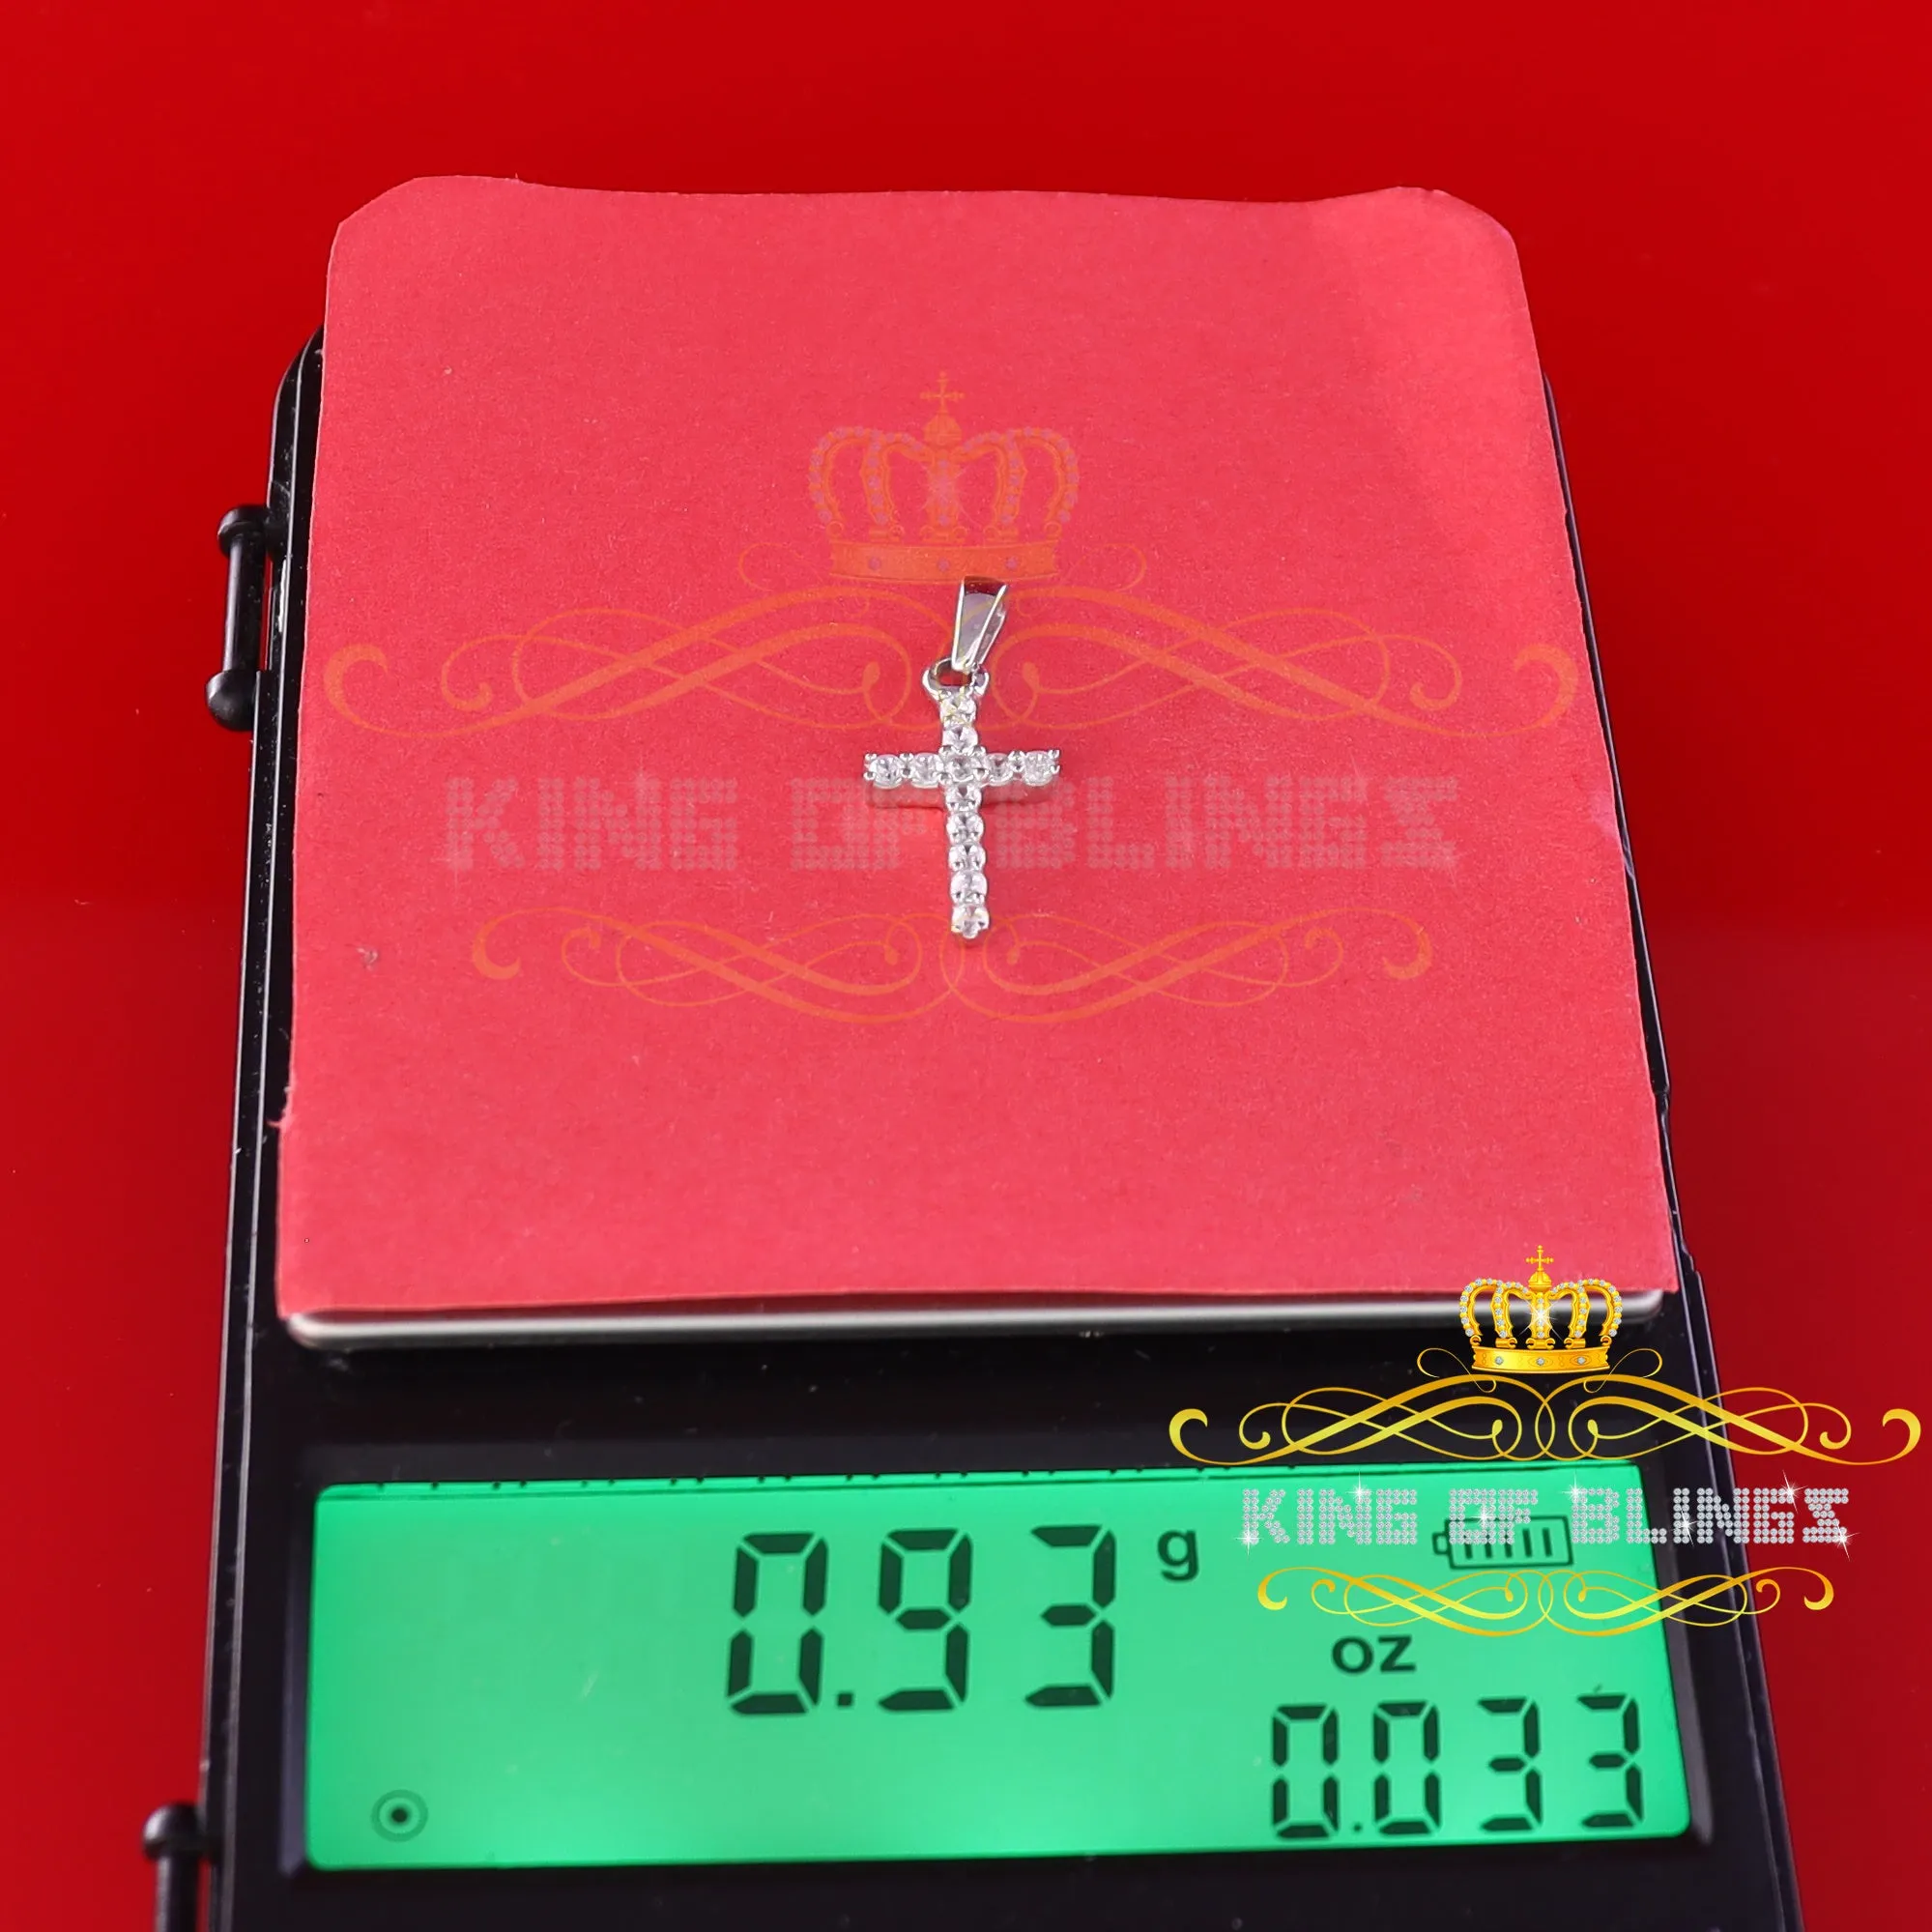 KING OF BLINGS
KING OF BLINGS
0.93 g
oz
0.033